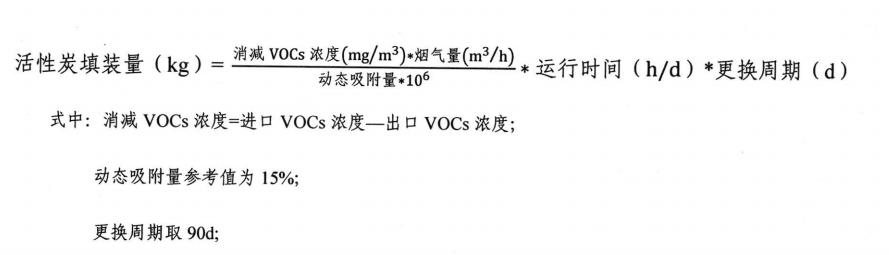 活性炭填装量（kg）= 消减 VOCs 浓度(mg/m³)*烟气量(m³/h) / 动态吸附量*10⁶ * 运行时间（h/d）*更换周期（d）
式中：消减 VOCs 浓度=进口 VOCs 浓度—出口 VOCs 浓度;
动态吸附量参考值为 15%;
更换周期取 90d;